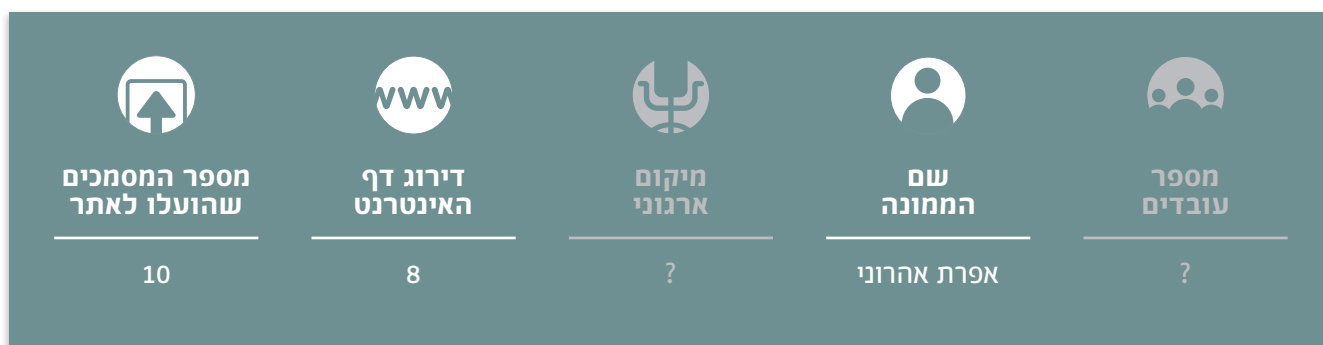 מספר
עובדים
?
שם
הממונה
אפרת אהרוני
מיקום
ארגוני
?
www
דירוג דף
האינטרנט
8
מספר המסמכים
שהועלו לאתר
10